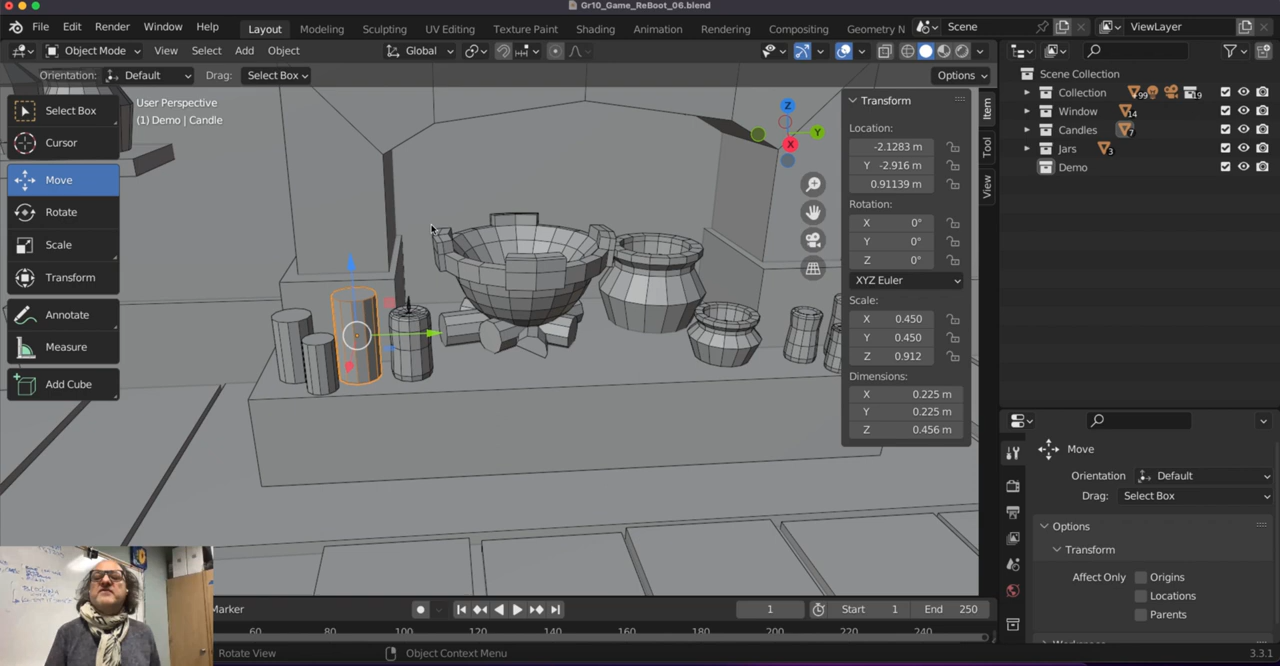 Gr10_Game_ReBoot_06.blend
File Edit Render Window Help Layout Modeling Sculpting UV Editing Texture Paint Shading Animation Rendering Compositing Geometry N Scene ViewLayer
Object Mode View Select Add Object Global
Orientation: Default Drag: Select Box Options
User Perspective
(1) Demo | Candle
Select Box
Cursor
Move
Rotate
Scale
Transform
Annotate
Measure
Add Cube
Z
Y
X
Transform
Location:
-2.1283 m
Y -2.916 m
0.91139 m
Rotation:
X 0°
Y 0°
Z 0°
XYZ Euler
Scale:
X 0.450
Y 0.450
Z 0.912
Dimensions:
X 0.225 m
Y 0.225 m
Z 0.456 m
Item
Tool
View
Scene Collection
Collection 99 19
Window 14
Candles 7
Jars 3
Demo
Move
Orientation Default
Drag: Select Box
Options
Transform
Affect Only Origins
Locations
Parents
Marker 1 Start 1 End 250
60 100 120 140 160 180 200 220 240
Rotate View Object Context Menu 3.3.1